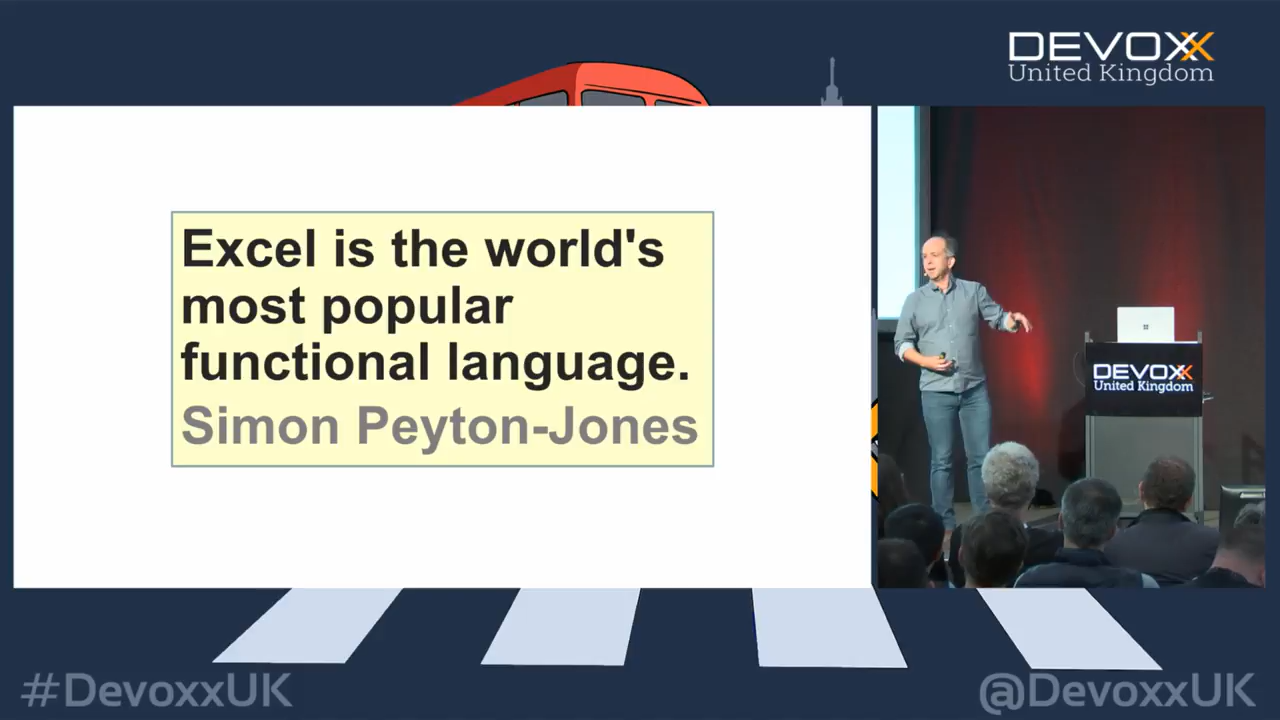 DEVOXX
United Kingdom
Excel is the world's
most popular
functional language.
Simon Peyton-Jones
DEVOXX
United Kingdom
#DevoxxUK
@DevoxxUK